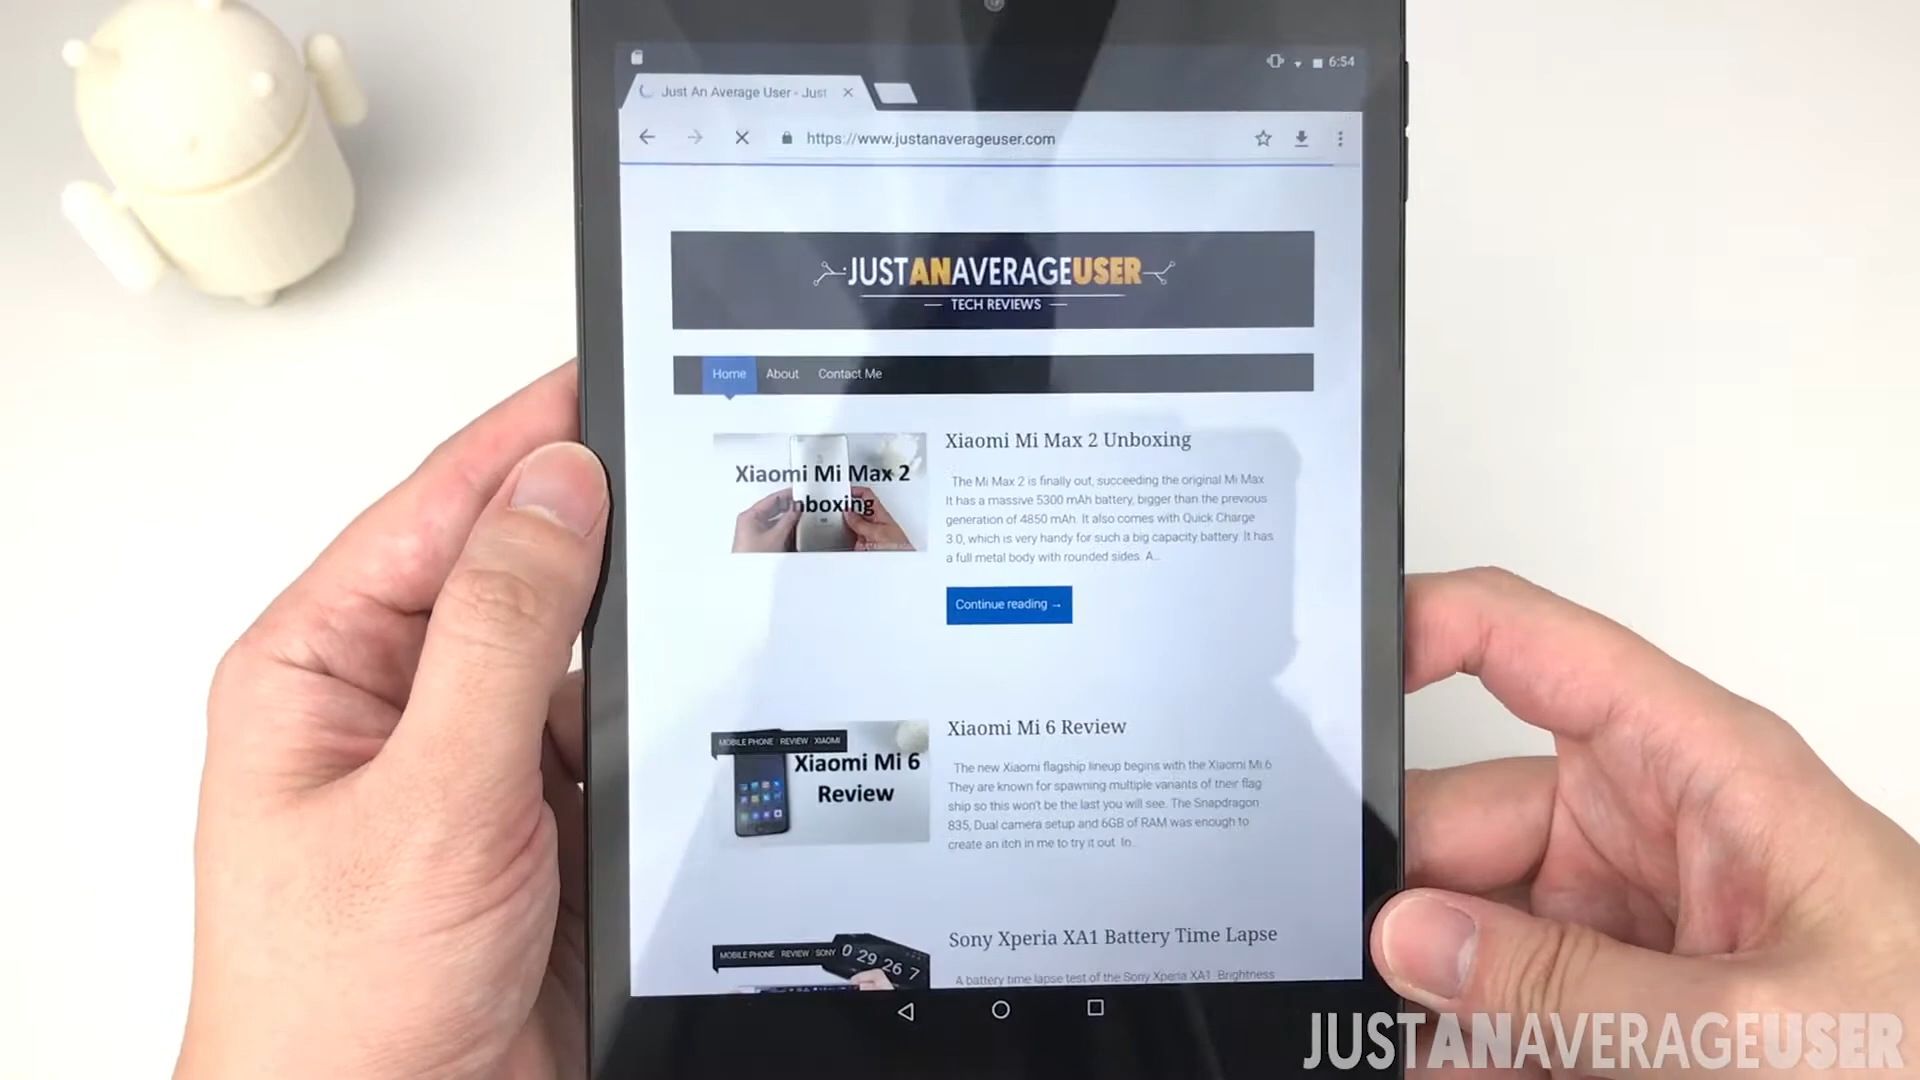 6:54
Just An Average User - Just
https://www.justanaverageuser.com
JUSTANAVERAGEUSER
TECH REVIEWS
Home About Contact Me
Xiaomi Mi Max 2
Unboxing
Xiaomi Mi Max 2 Unboxing
The Mi Max 2 is finally out, succeeding the original Mi Max
It has a massive 5300 mAh battery, bigger than the previous
generation of 4850 mAh. It also comes with Quick Charge
3.0, which is very handy for such a big capacity battery. It has
a full metal body with rounded sides. A...
Continue reading →
MOBILE PHONE REVIEW XIAOMI
Xiaomi Mi 6
Review
Xiaomi Mi 6 Review
The new Xiaomi flagship lineup begins with the Xiaomi Mi 6
They are known for spawning multiple variants of their flag
ship so this won't be the last you will see. The Snapdragon
835, Dual camera setup and 6GB of RAM was enough to
create an itch in me to try it out. In...
MOBILE PHONE REVIEW SONY
0 29 26 7
Sony Xperia XA1 Battery Time Lapse
A battery time lapse test of the Sony Xperia XA1. Brightness
JUSTANAVERAGEUSER